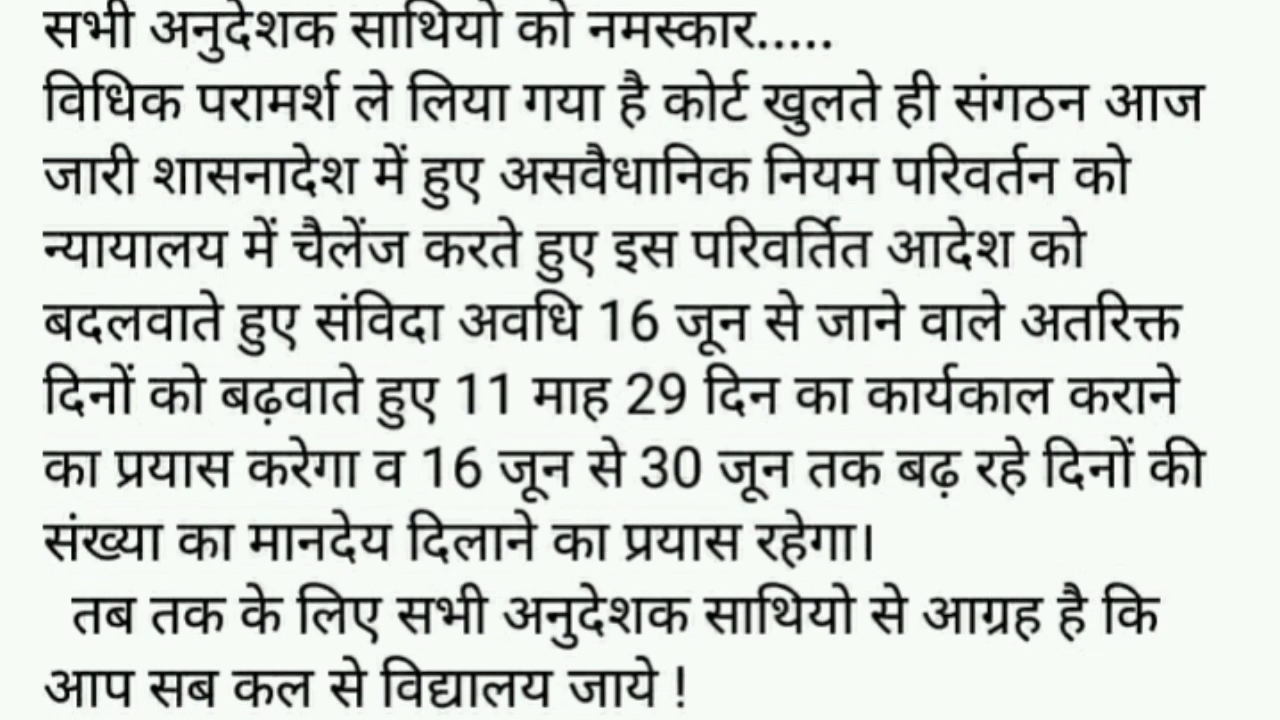 सभी अनुदेशक साथियो को नमस्कार.....
विधिक परामर्श ले लिया गया है कोर्ट खुलते ही संगठन आज
जारी शासनादेश में हुए असवैधानिक नियम परिवर्तन को
न्यायालय में चैलेंज करते हुए इस परिवर्तित आदेश को
बदलवाते हुए संविदा अवधि 16 जून से जाने वाले अतरिक्त
दिनों को बढ़वाते हुए 11 माह 29 दिन का कार्यकाल कराने
का प्रयास करेगा व 16 जून से 30 जून तक बढ़ रहे दिनों की
संख्या का मानदेय दिलाने का प्रयास रहेगा।
तब तक के लिए सभी अनुदेशक साथियो से आग्रह है कि
आप सब कल से विद्यालय जाये !